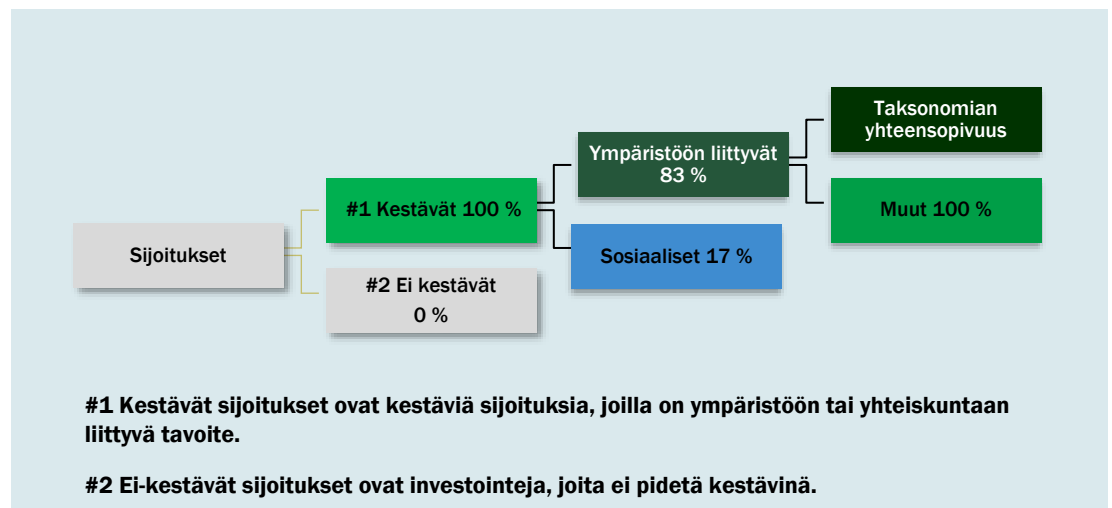 Taksonomian
yhteensopivuus
Ympäristöön liittyvät
83 %
#1 Kestävät 100 %
Muut 100 %
Sijoitukset
Sosiaaliset 17 %
#2 Ei kestävät
0 %
#1 Kestävät sijoitukset ovat kestäviä sijoituksia, joilla on ympäristöön tai yhteiskuntaan
liittyvä tavoite.
#2 Ei-kestävät sijoitukset ovat investointeja, joita ei pidetä kestävinä.